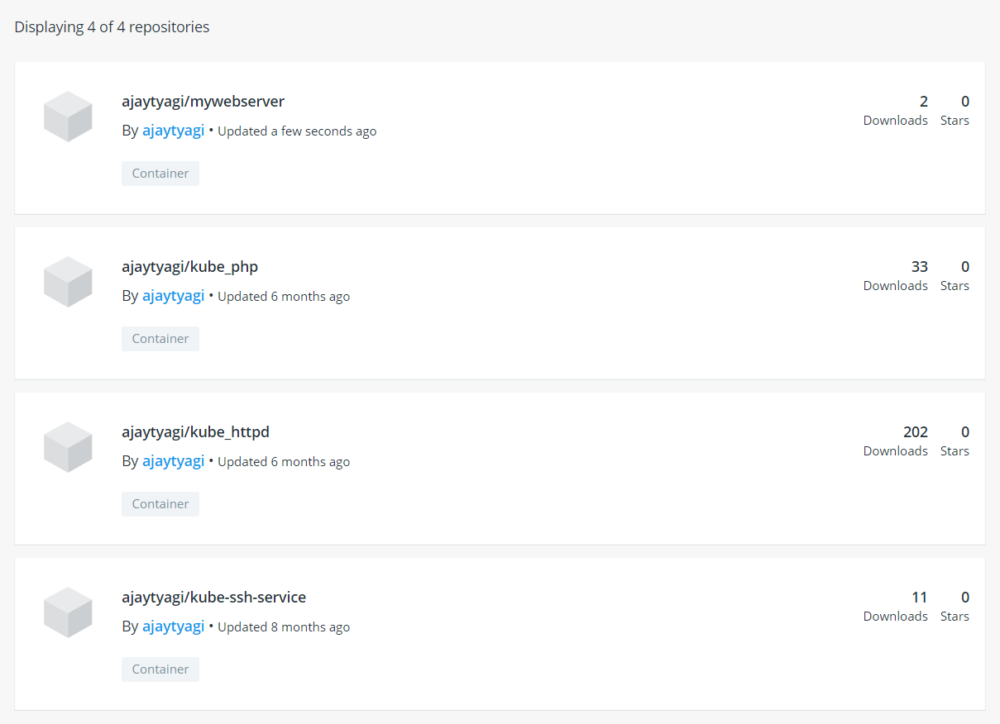 Displaying 4 of 4 repositories
ajaytyagi/mywebserver
2 0
By ajaytyagi • Updated a few seconds ago
Downloads Stars
Container
ajaytyagi/kube_php
33 0
By ajaytyagi • Updated 6 months ago
Downloads Stars
Container
ajaytyagi/kube_httpd
202 0
By ajaytyagi • Updated 6 months ago
Downloads Stars
Container
ajaytyagi/kube-ssh-service
11 0
By ajaytyagi • Updated 8 months ago
Downloads Stars
Container